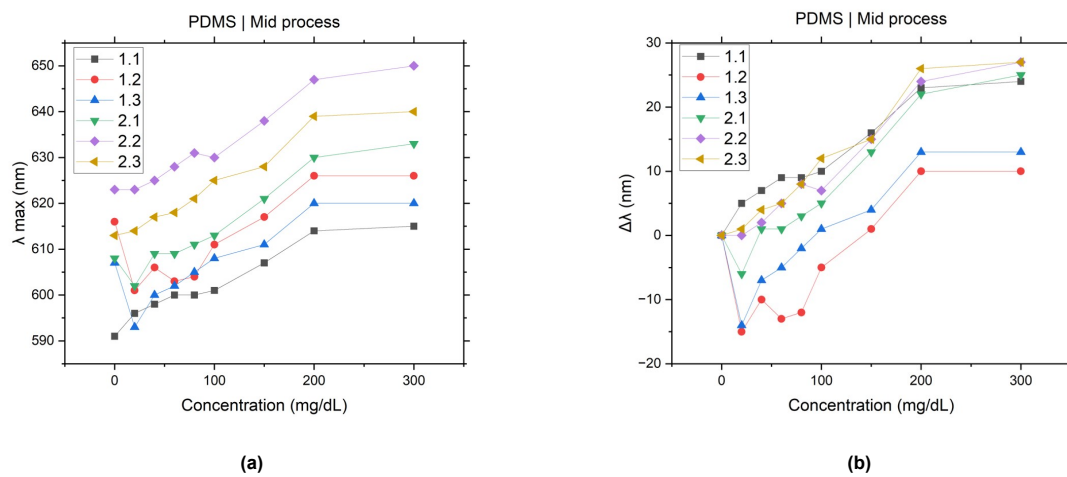 PDMS | Mid process
1.1
1.2
1.3
2.1
2.2
2.3
650
640
630
620
610
600
590
λ max (nm)
0 100 200 300
Concentration (mg/dL)
(a)
PDMS | Mid process
1.1
1.2
1.3
2.1
2.2
2.3
30
20
10
0
−10
−20
Δλ (nm)
0 100 200 300
Concentration (mg/dL)
(b)